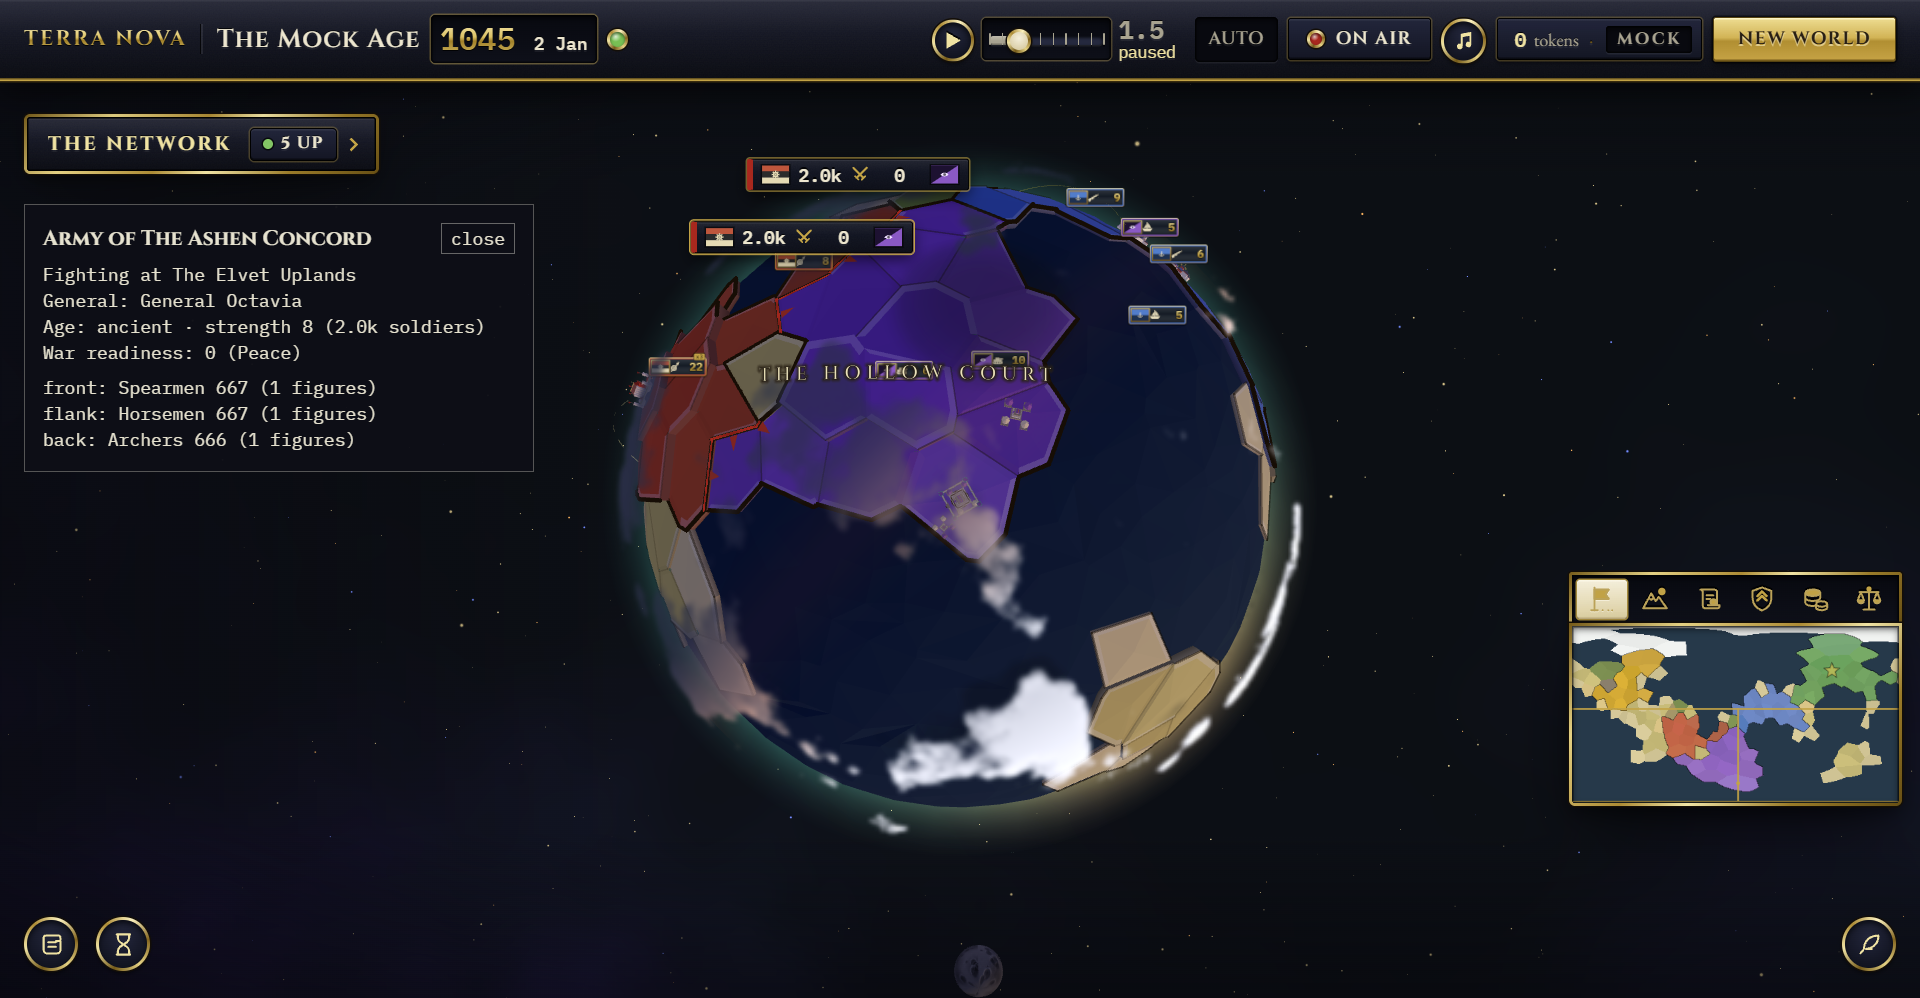 TERRA NOVA
THE MOCK AGE
1045 2 Jan
1.5
paused
AUTO
ON AIR
0 tokens · MOCK
NEW WORLD
THE NETWORK
5 UP
ARMY OF THE ASHEN CONCORD
close
Fighting at The Elvet Uplands
General: General Octavia
Age: ancient · strength 8 (2.0k soldiers)
War readiness: 0 (Peace)
front: Spearmen 667 (1 figures)
flank: Horsemen 667 (1 figures)
back: Archers 666 (1 figures)
2.0k 0
2.0k 0
8
9
5
6
5
22
10
THE HOLLOW COURT